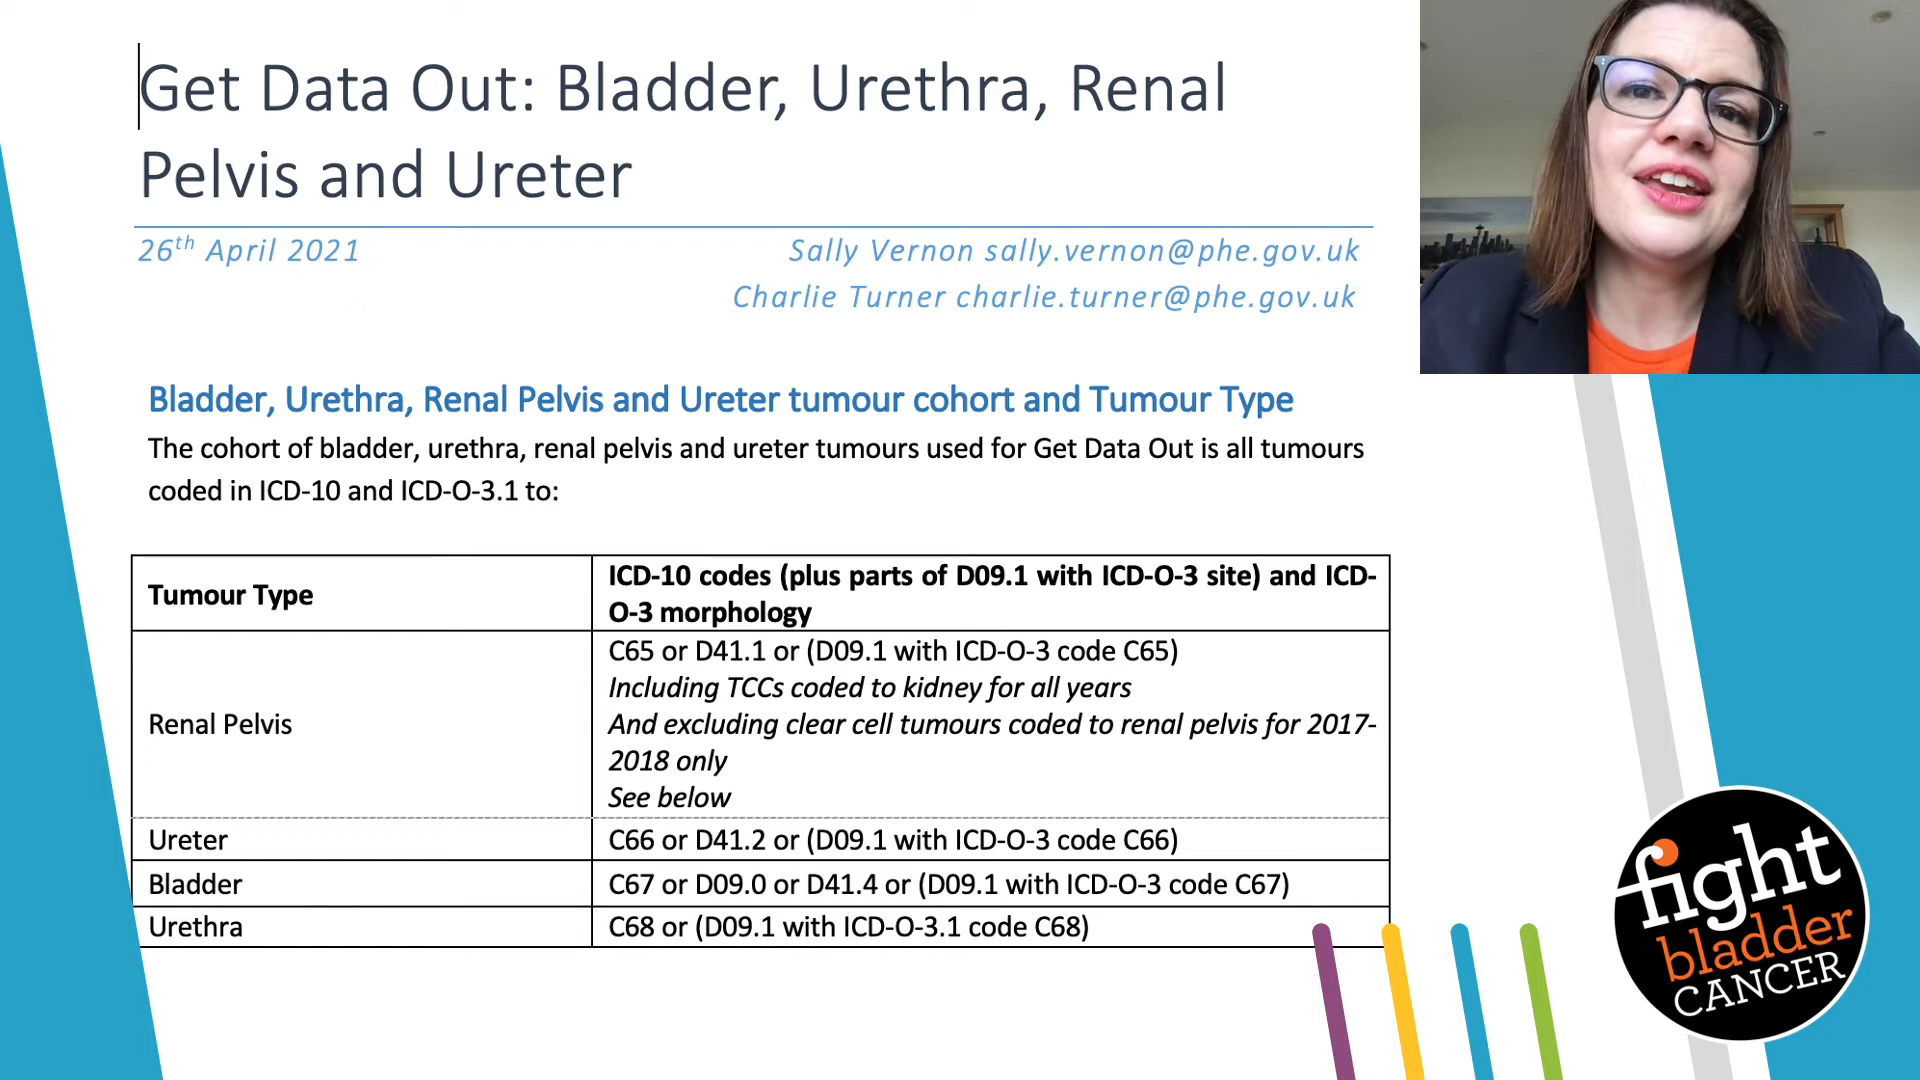 Get Data Out: Bladder, Urethra, Renal
Pelvis and Ureter
26th April 2021
Sally Vernon sally.vernon@phe.gov.uk
Charlie Turner charlie.turner@phe.gov.uk
Bladder, Urethra, Renal Pelvis and Ureter tumour cohort and Tumour Type
The cohort of bladder, urethra, renal pelvis and ureter tumours used for Get Data Out is all tumours
coded in ICD-10 and ICD-O-3.1 to:
Tumour Type
ICD-10 codes (plus parts of D09.1 with ICD-O-3 site) and ICD-
O-3 morphology
Renal Pelvis
C65 or D41.1 or (D09.1 with ICD-O-3 code C65)
Including TCCs coded to kidney for all years
And excluding clear cell tumours coded to renal pelvis for 2017-
2018 only
See below
Ureter
C66 or D41.2 or (D09.1 with ICD-O-3 code C66)
Bladder
C67 or D09.0 or D41.4 or (D09.1 with ICD-O-3 code C67)
Urethra
C68 or (D09.1 with ICD-O-3.1 code C68)
fight
bladder
CANCER